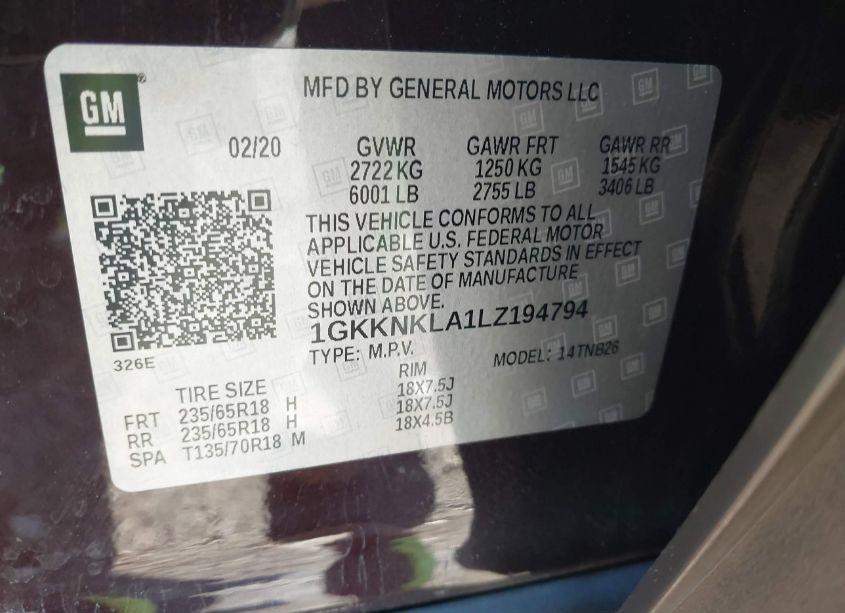 GM
MFD BY GENERAL MOTORS LLC
02/20
GVWR GAWR FRT GAWR RR
2722 KG 1250 KG 1545 KG
6001 LB 2755 LB 3406 LB
THIS VEHICLE CONFORMS TO ALL
APPLICABLE U.S. FEDERAL MOTOR
VEHICLE SAFETY STANDARDS IN EFFECT
ON THE DATE OF MANUFACTURE
SHOWN ABOVE.
1GKKNKLA1LZ194794
TYPE: M.P.V. MODEL: 14TNB26
326E
TIRE SIZE RIM
FRT 235/65R18 H 18X7.5J
RR 235/65R18 H 18X7.5J
SPA T135/70R18 M 18X4.5B